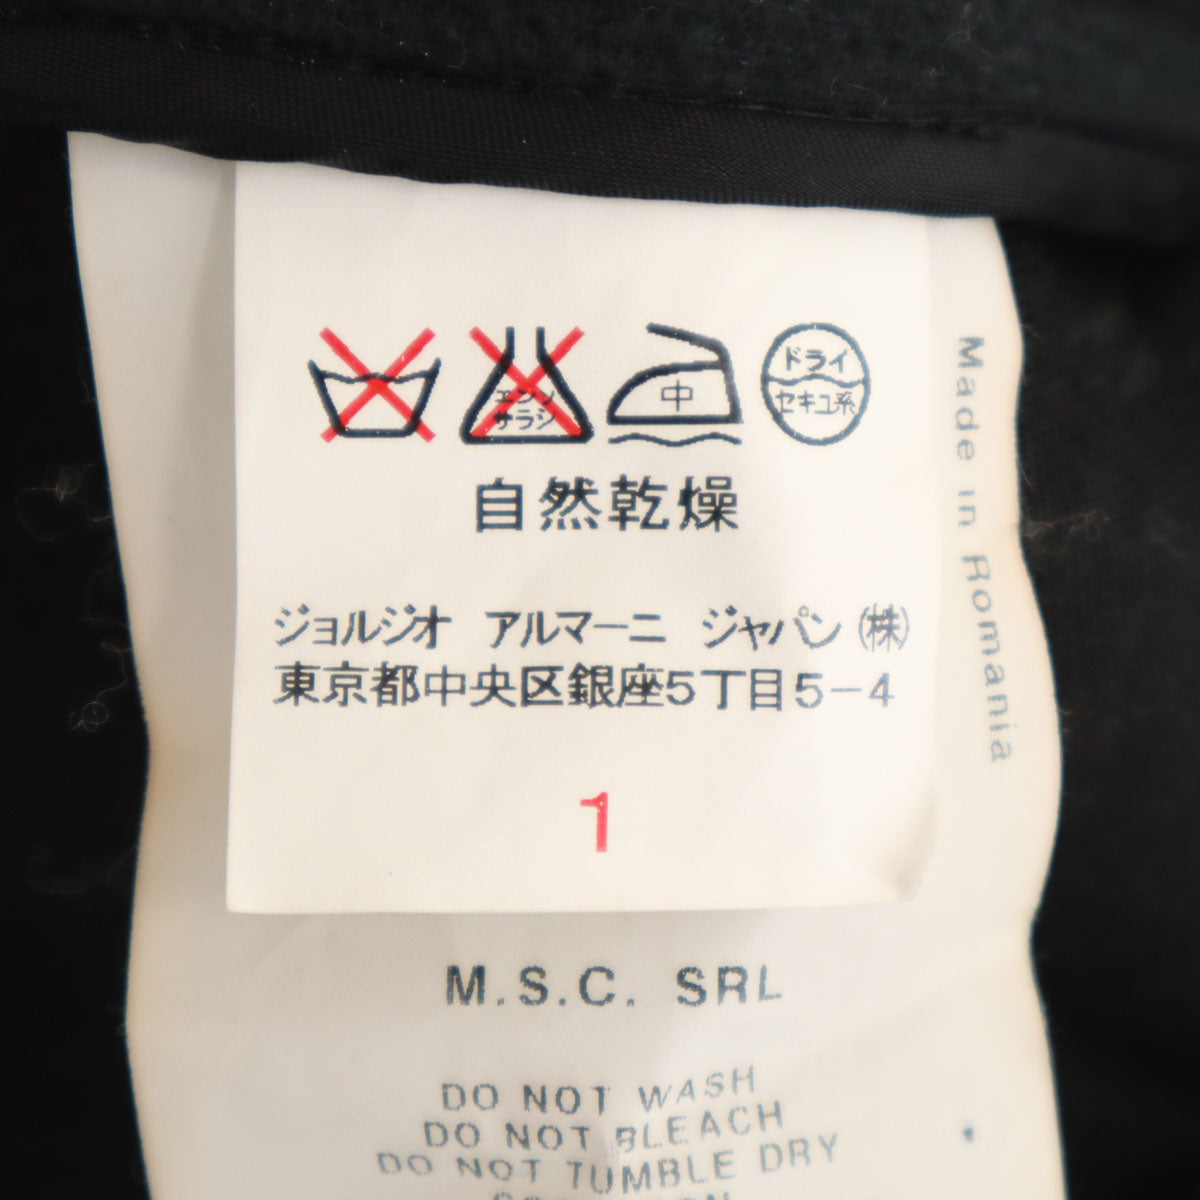 エンソ
サラシ
中
ドライ
セキユ系
自然乾燥
ジョルジオ アルマーニ ジャパン(株)
東京都中央区銀座5丁目5-4
1
Made in Romania
M.S.C. SRL
DO NOT WASH
DO NOT BLEACH
DO NOT TUMBLE DRY